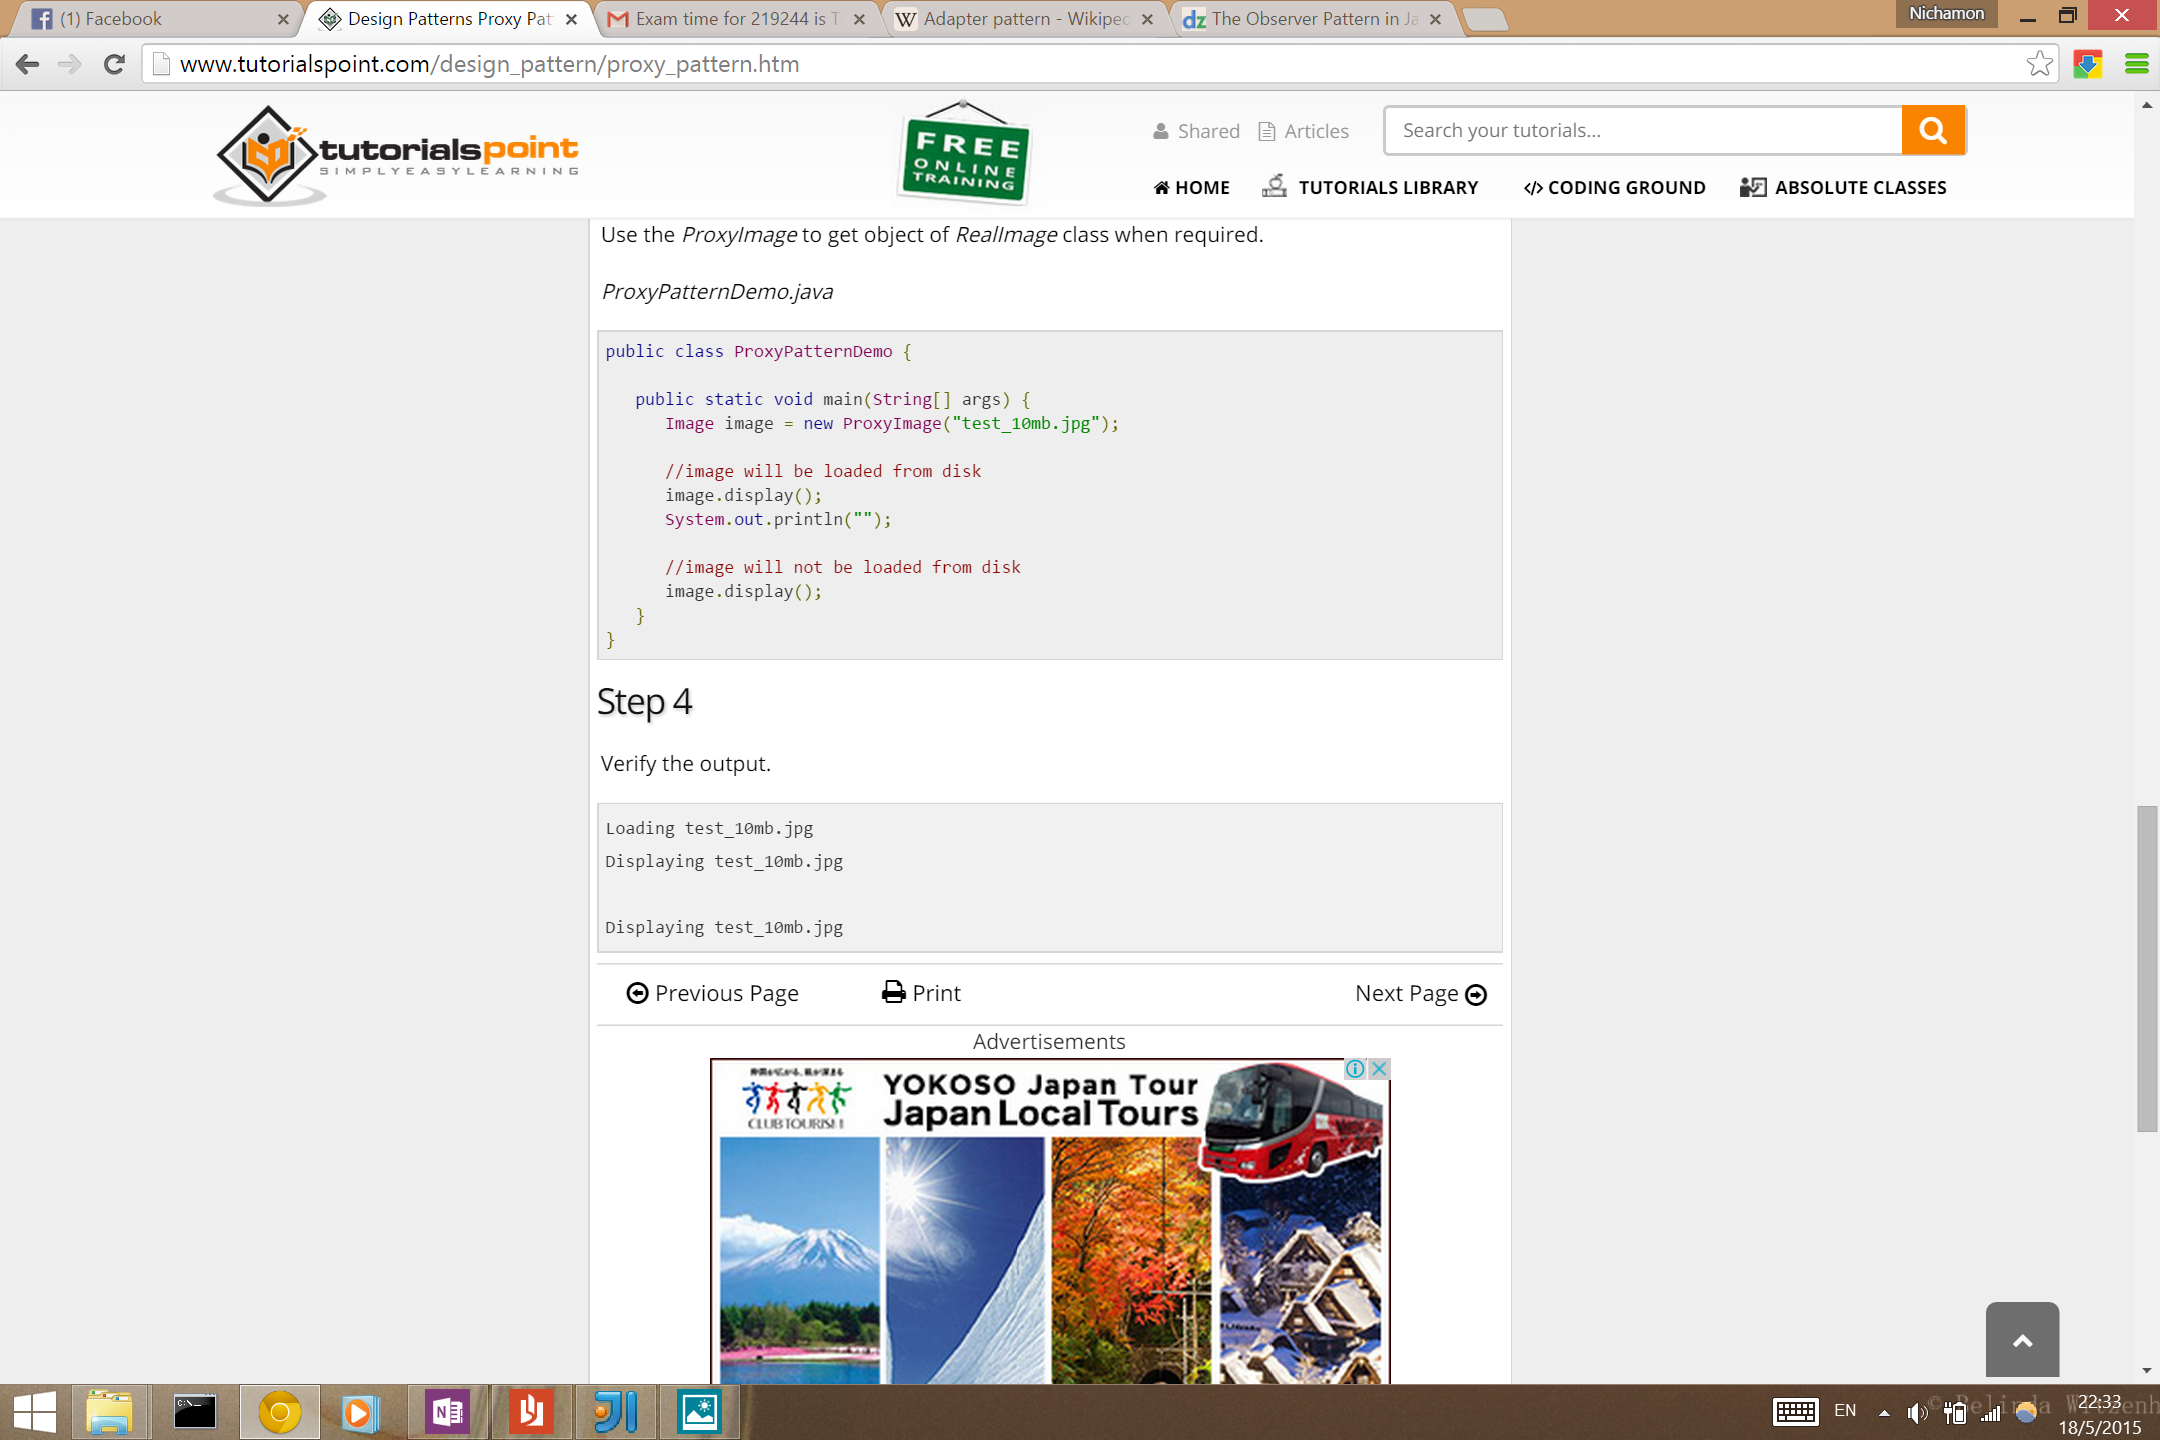 (1) Facebook
Design Patterns Proxy Pat
Exam time for 219244 is T
Adapter pattern - Wikiped
The Observer Pattern in Ja
Nichamon
www.tutorialspoint.com/design_pattern/proxy_pattern.htm
tutorialspoint
SIMPLYEASYLEARNING
FREE
ONLINE
TRAINING
Shared
Articles
Search your tutorials...
HOME
TUTORIALS LIBRARY
</> CODING GROUND
ABSOLUTE CLASSES
Use the ProxyImage to get object of RealImage class when required.
ProxyPatternDemo.java
public class ProxyPatternDemo {
public static void main(String[] args) {
Image image = new ProxyImage("test_10mb.jpg");
//image will be loaded from disk
image.display();
System.out.println("");
//image will not be loaded from disk
image.display();
}
}
Step 4
Verify the output.
Loading test_10mb.jpg
Displaying test_10mb.jpg
Displaying test_10mb.jpg
Previous Page
Print
Next Page
Advertisements
CLUBTOURISM
YOKOSO Japan Tour
Japan Local Tours
EN
22:33
18/5/2015